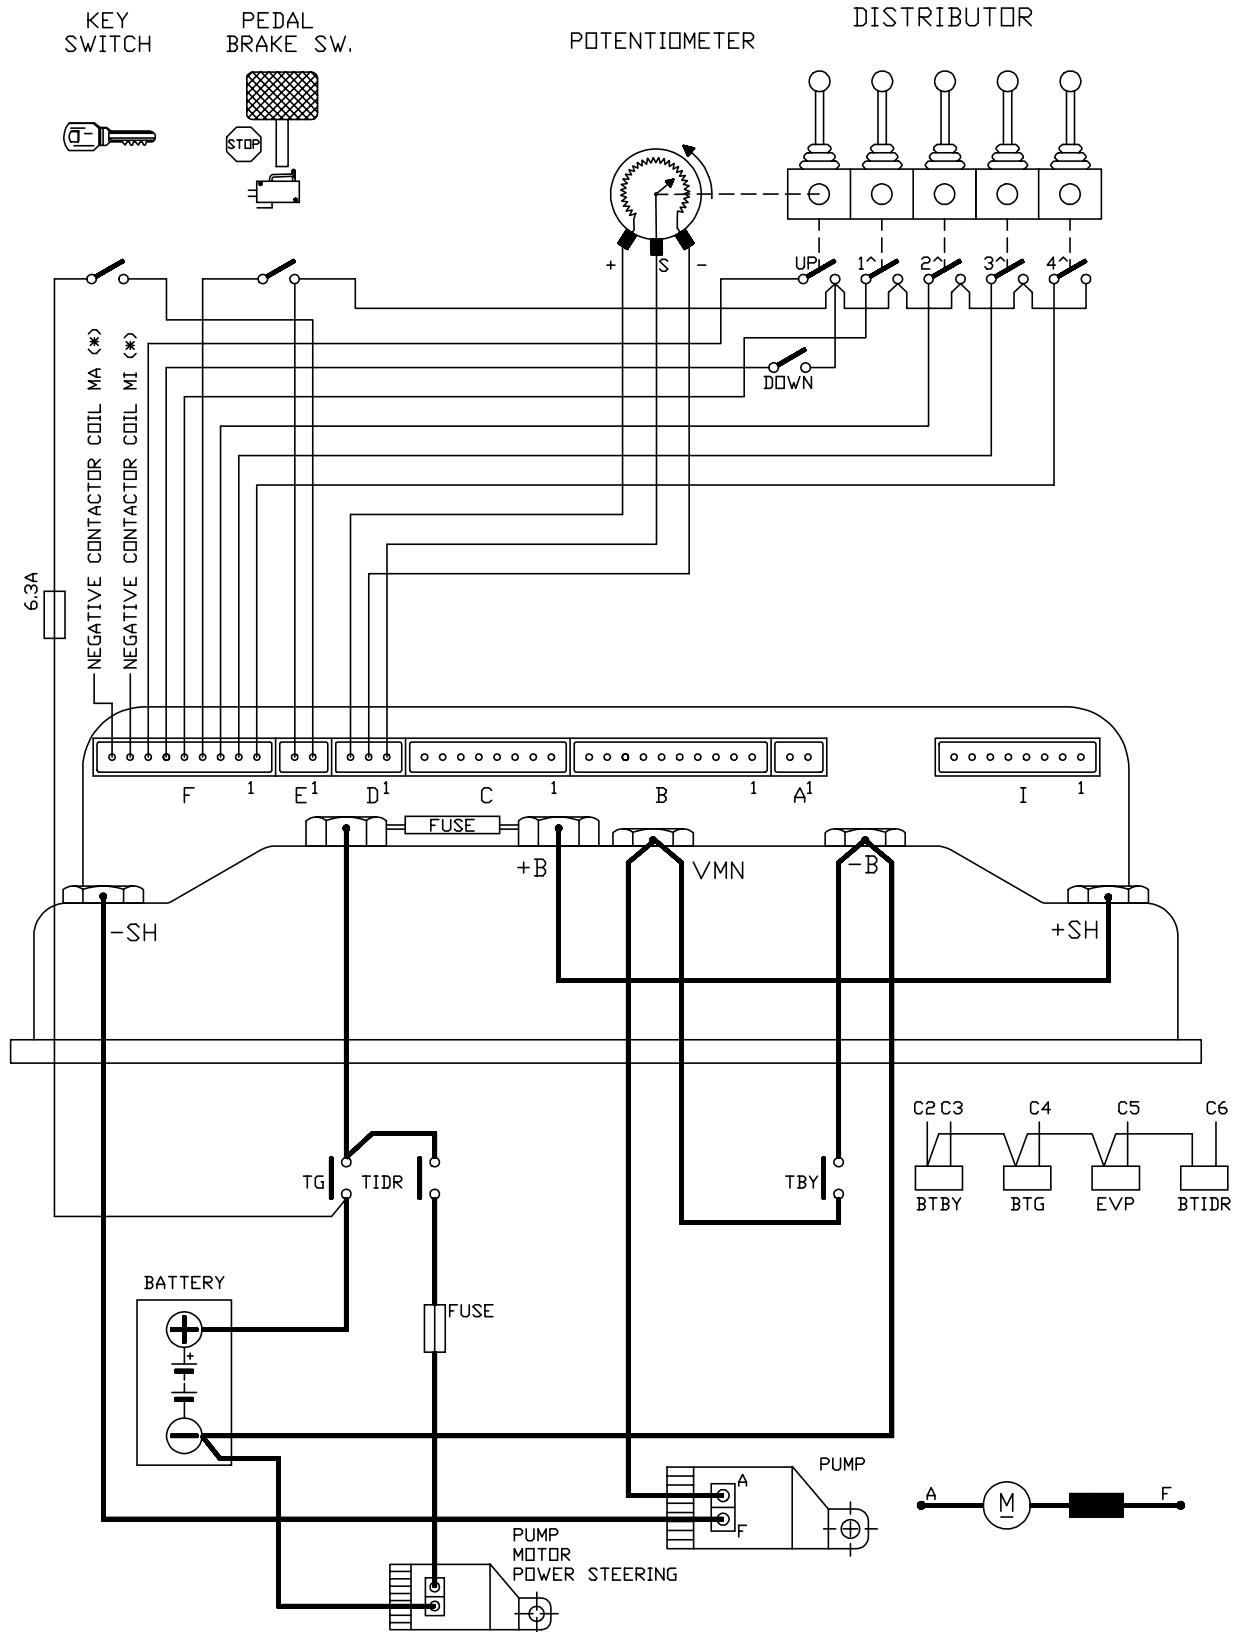 KEY
SWITCH
PEDAL
BRAKE SW.
STOP
POTENTIOMETER
DISTRIBUTOR
+
S
-
UP
1^
2^
3^
4^
DOWN
NEGATIVE CONTACTOR COIL MA (*)
NEGATIVE CONTACTOR COIL MI (*)
6.3A
F
1
E
1
D
1
C
1
B
1
A
1
I
1
FUSE
+B
VMN
-B
-SH
+SH
TG
TIDR
TBY
C2
C3
C4
C5
C6
BTBY
BTG
EVP
BTIDR
BATTERY
+
+
-
FUSE
PUMP
A
F
PUMP
MOTOR
POWER STEERING
A
M
F